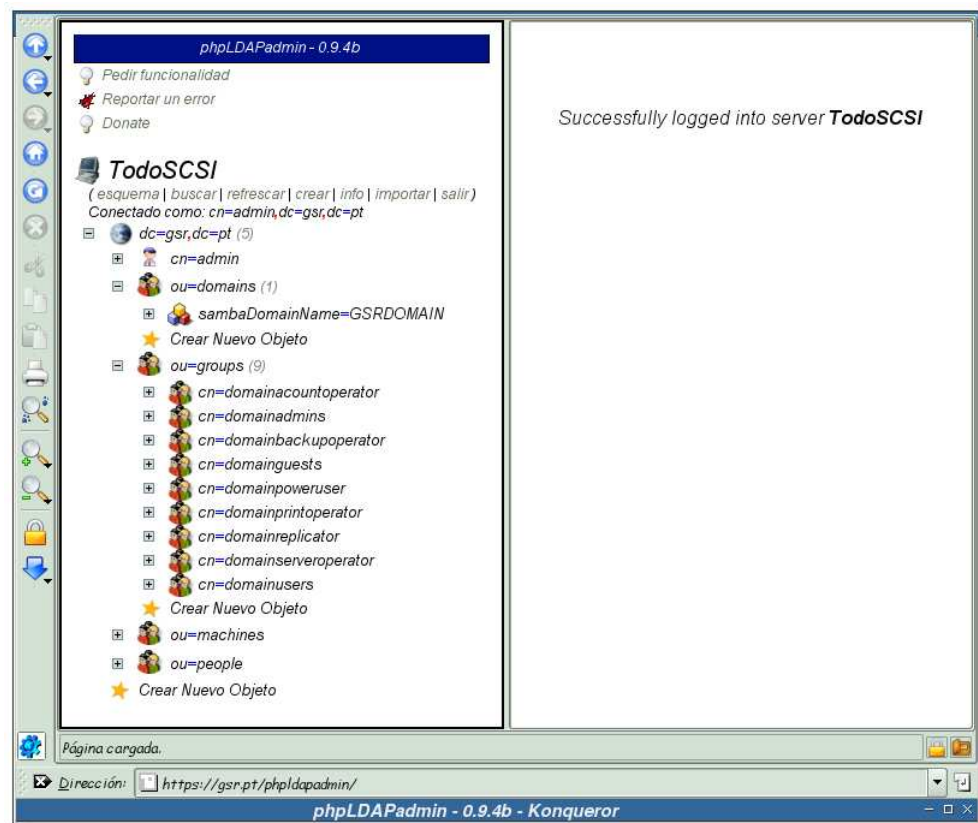 phpLDAPadmin - 0.9.4b
Pedir funcionalidad
Reportar un error
Donate
TodoSCSI
( esquema | buscar | refrescar | crear | info | importar | salir )
Conectado como: cn=admin,dc=gsr,dc=pt
dc=gsr,dc=pt (5)
cn=admin
ou=domains (1)
sambaDomainName=GSRDOMAIN
Crear Nuevo Objeto
ou=groups (9)
cn=domainacountoperator
cn=domainadmins
cn=domainbackupoperator
cn=domainguests
cn=domainpoweruser
cn=domainprintoperator
cn=domainreplicator
cn=domainserveroperator
cn=domainusers
Crear Nuevo Objeto
ou=machines
ou=people
Crear Nuevo Objeto
Successfully logged into server TodoSCSI
Página cargada.
Dirección: https://gsr.pt/phpldapadmin/
phpLDAPadmin - 0.9.4b - Konqueror